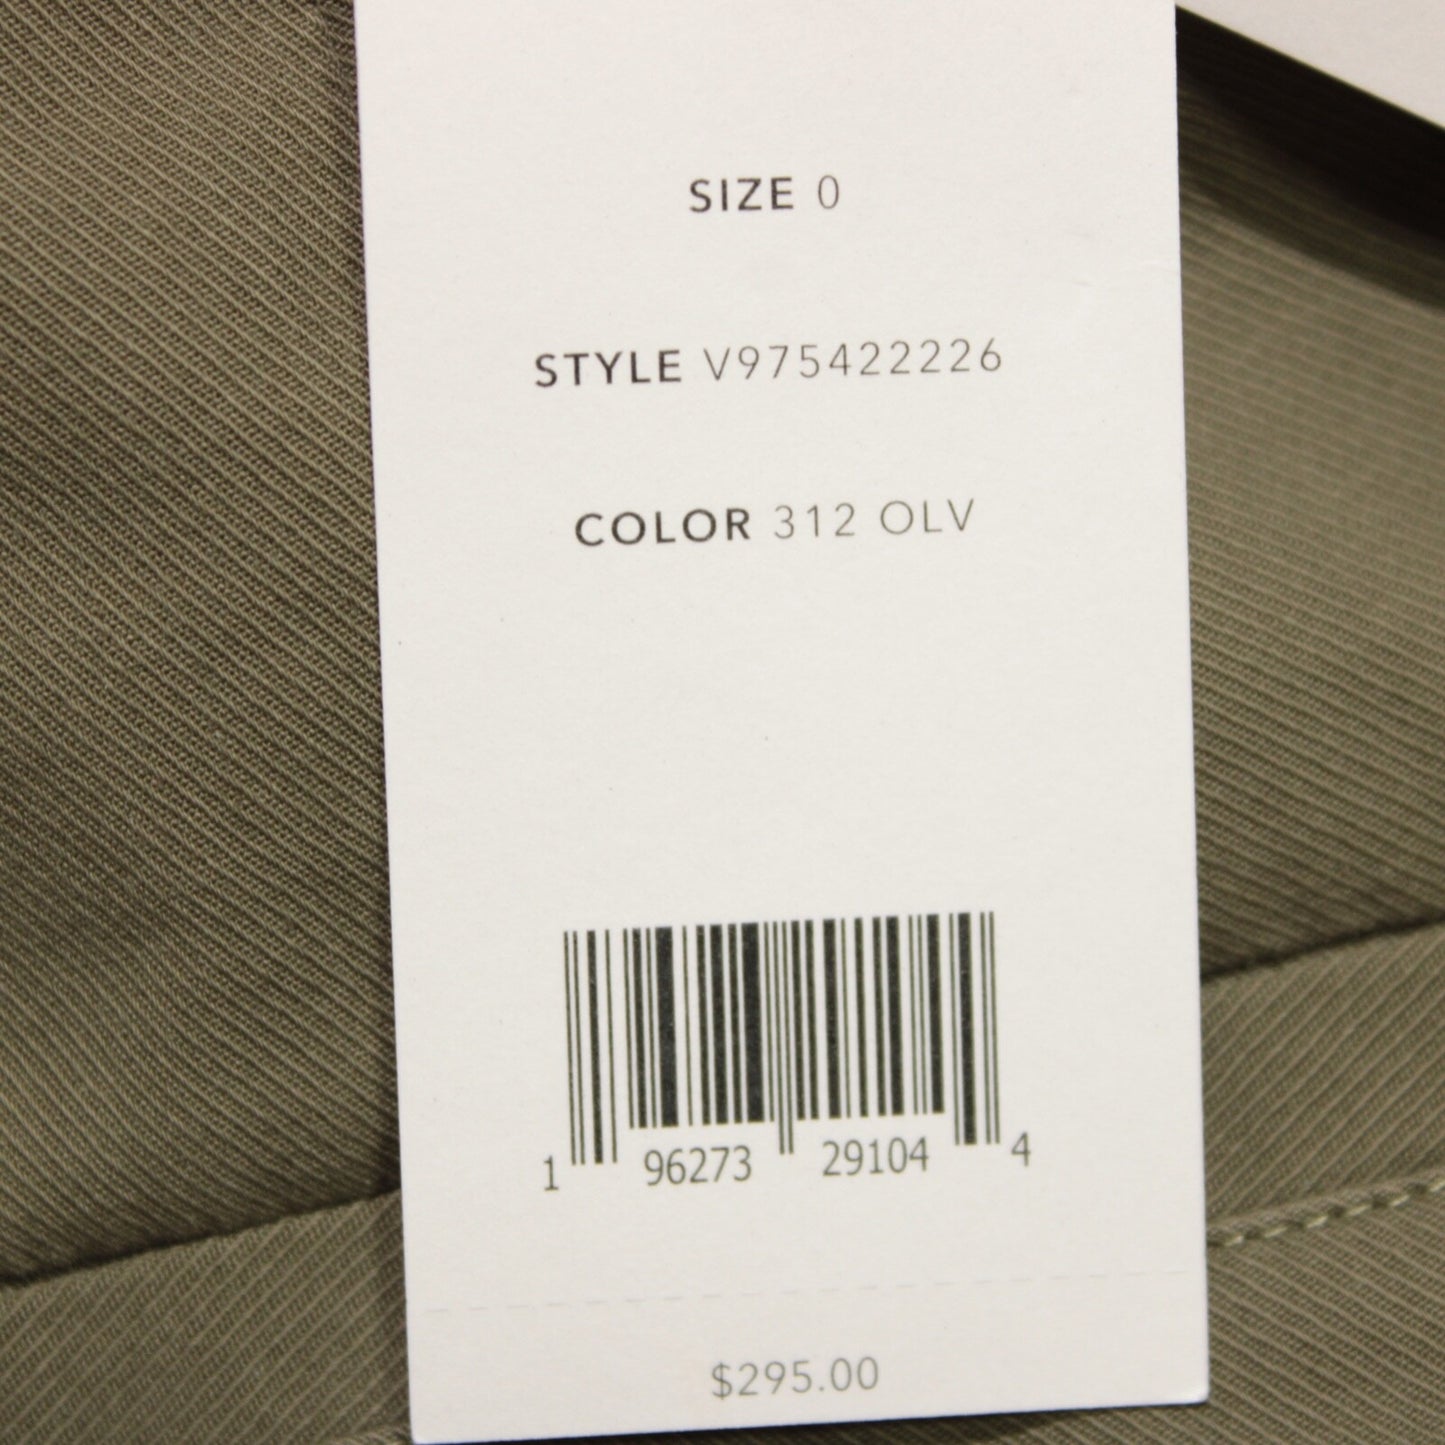 SIZE 0
STYLE V975422226
COLOR 312 OLV
1 96273 29104 4
$295.00